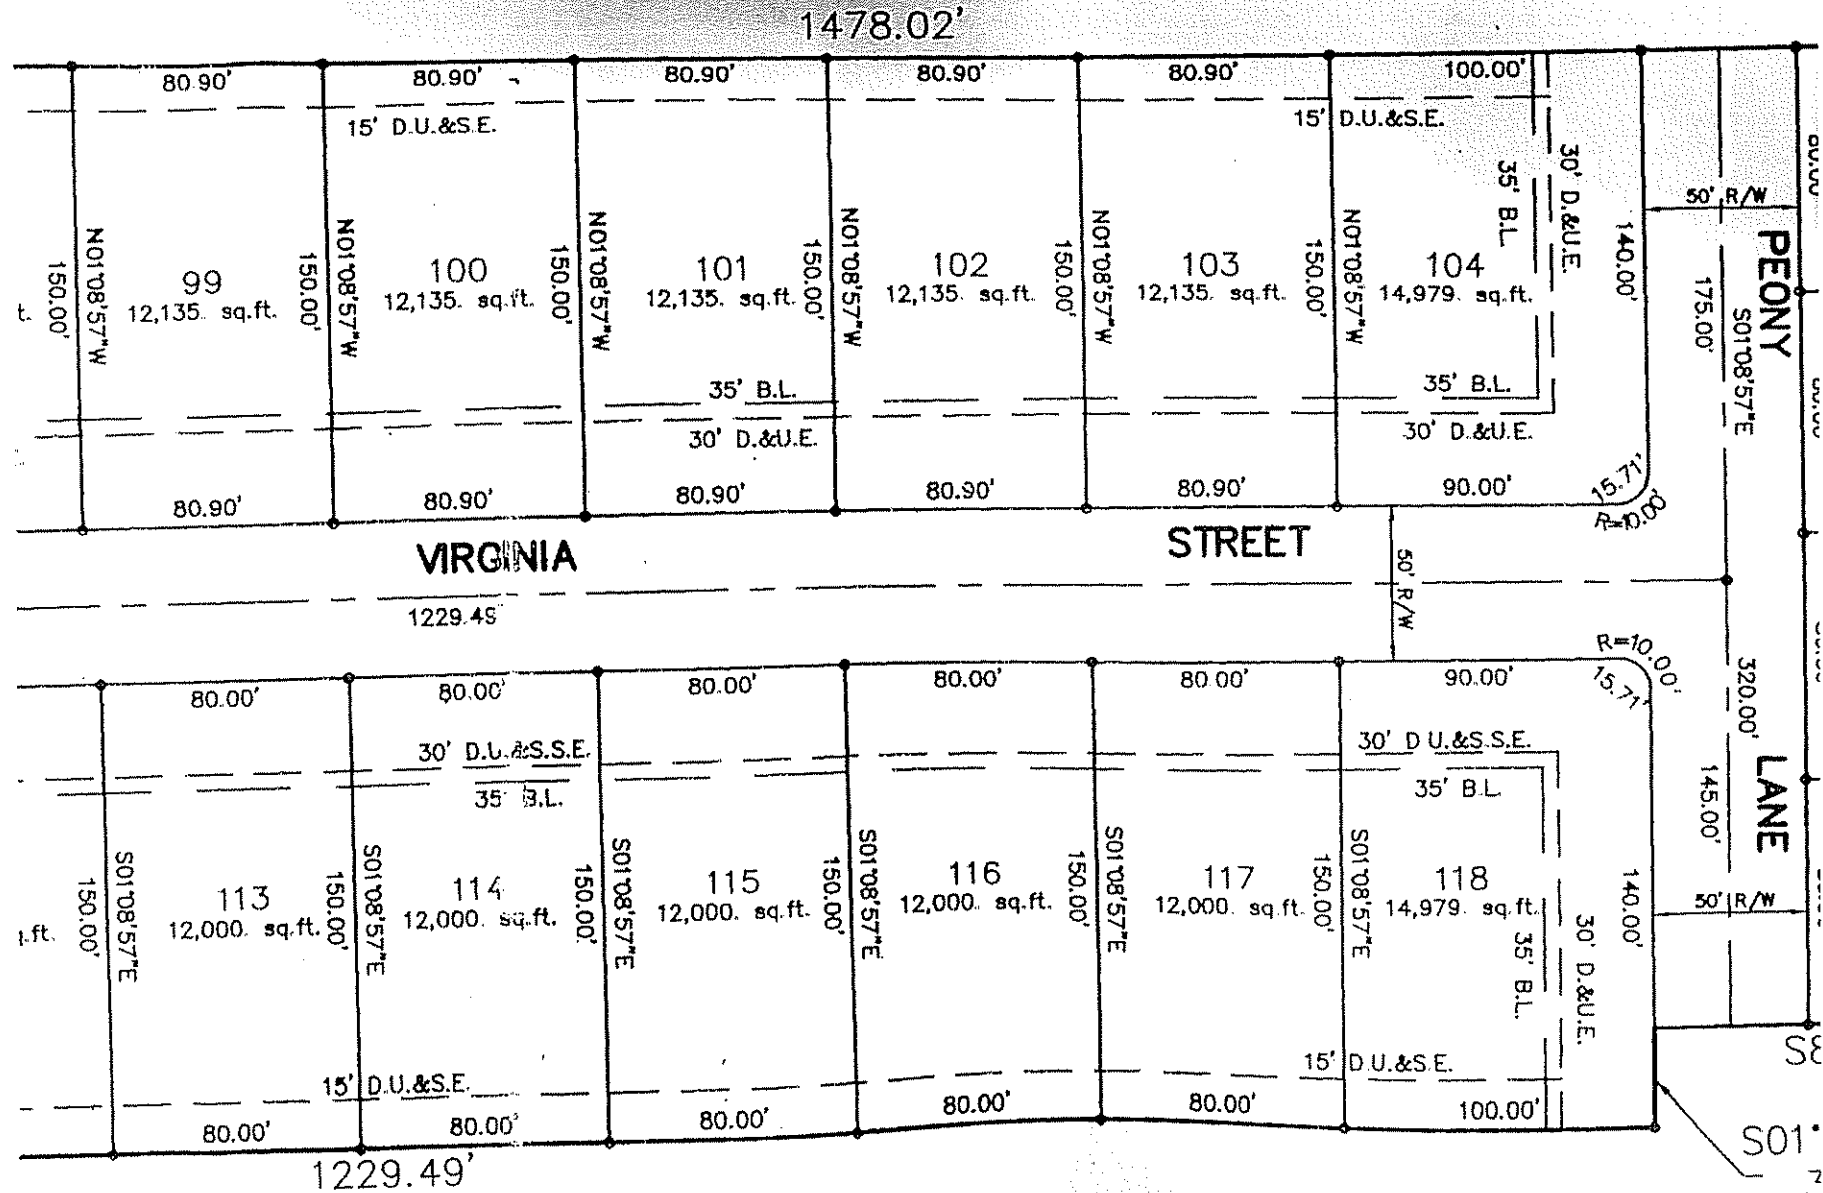 1478.02'
80.90' 80.90' 80.90' 80.90' 80.90' 100.00'
15' D.U.&S.E. 15' D.U.&S.E.
35' B.L. 30' D.&U.E.
50' R/W
PEONY
N01°08'57"W 150.00'
N01°08'57"W 150.00'
N01°08'57"W 150.00'
N01°08'57"W 150.00'
N01°08'57"W 150.00'
N01°08'57"W 150.00'
140.00'
175.00'
S01°08'57"E
99
12,135. sq.ft.
100
12,135. sq.ft.
101
12,135. sq.ft.
102
12,135. sq.ft.
103
12,135. sq.ft.
104
14,979. sq.ft.
t.
35' B.L. 35' B.L.
30' D.&U.E. 30' D.&U.E.
80.90' 80.90' 80.90' 80.90' 80.90' 90.00'
15.71'
R=10.00'
VIRGINIA STREET
50' R/W
1229.49
R=10.00'
15.71'
80.00' 80.00' 80.00' 80.00' 80.00' 90.00'
320.00'
30' D.U.&S.S.E. 30' D.U.&S.S.E.
35' B.L. 35' B.L.
LANE
145.00'
S01°08'57"E 150.00'
S01°08'57"E 150.00'
S01°08'57"E 150.00'
S01°08'57"E 150.00'
S01°08'57"E 150.00'
S01°08'57"E 150.00'
140.00'
113
12,000. sq.ft.
114
12,000. sq.ft.
115
12,000. sq.ft.
116
12,000. sq.ft.
117
12,000. sq.ft.
118
14,979. sq.ft.
.ft.
50' R/W
35' B.L. 30' D.&U.E.
15' D.U.&S.E. 15' D.U.&S.E.
80.00' 80.00' 80.00' 80.00' 80.00' 100.00'
1229.49'
S01°